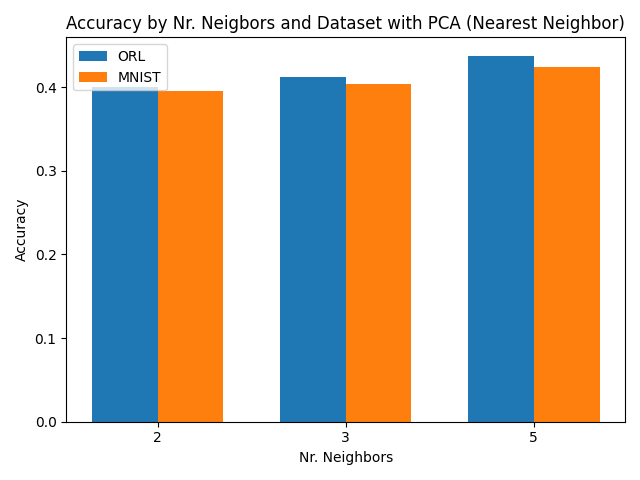 Accuracy by Nr. Neigbors and Dataset with PCA (Nearest Neighbor)
ORL
MNIST
Accuracy
0.4
0.3
0.2
0.1
0.0
2 3 5
Nr. Neighbors